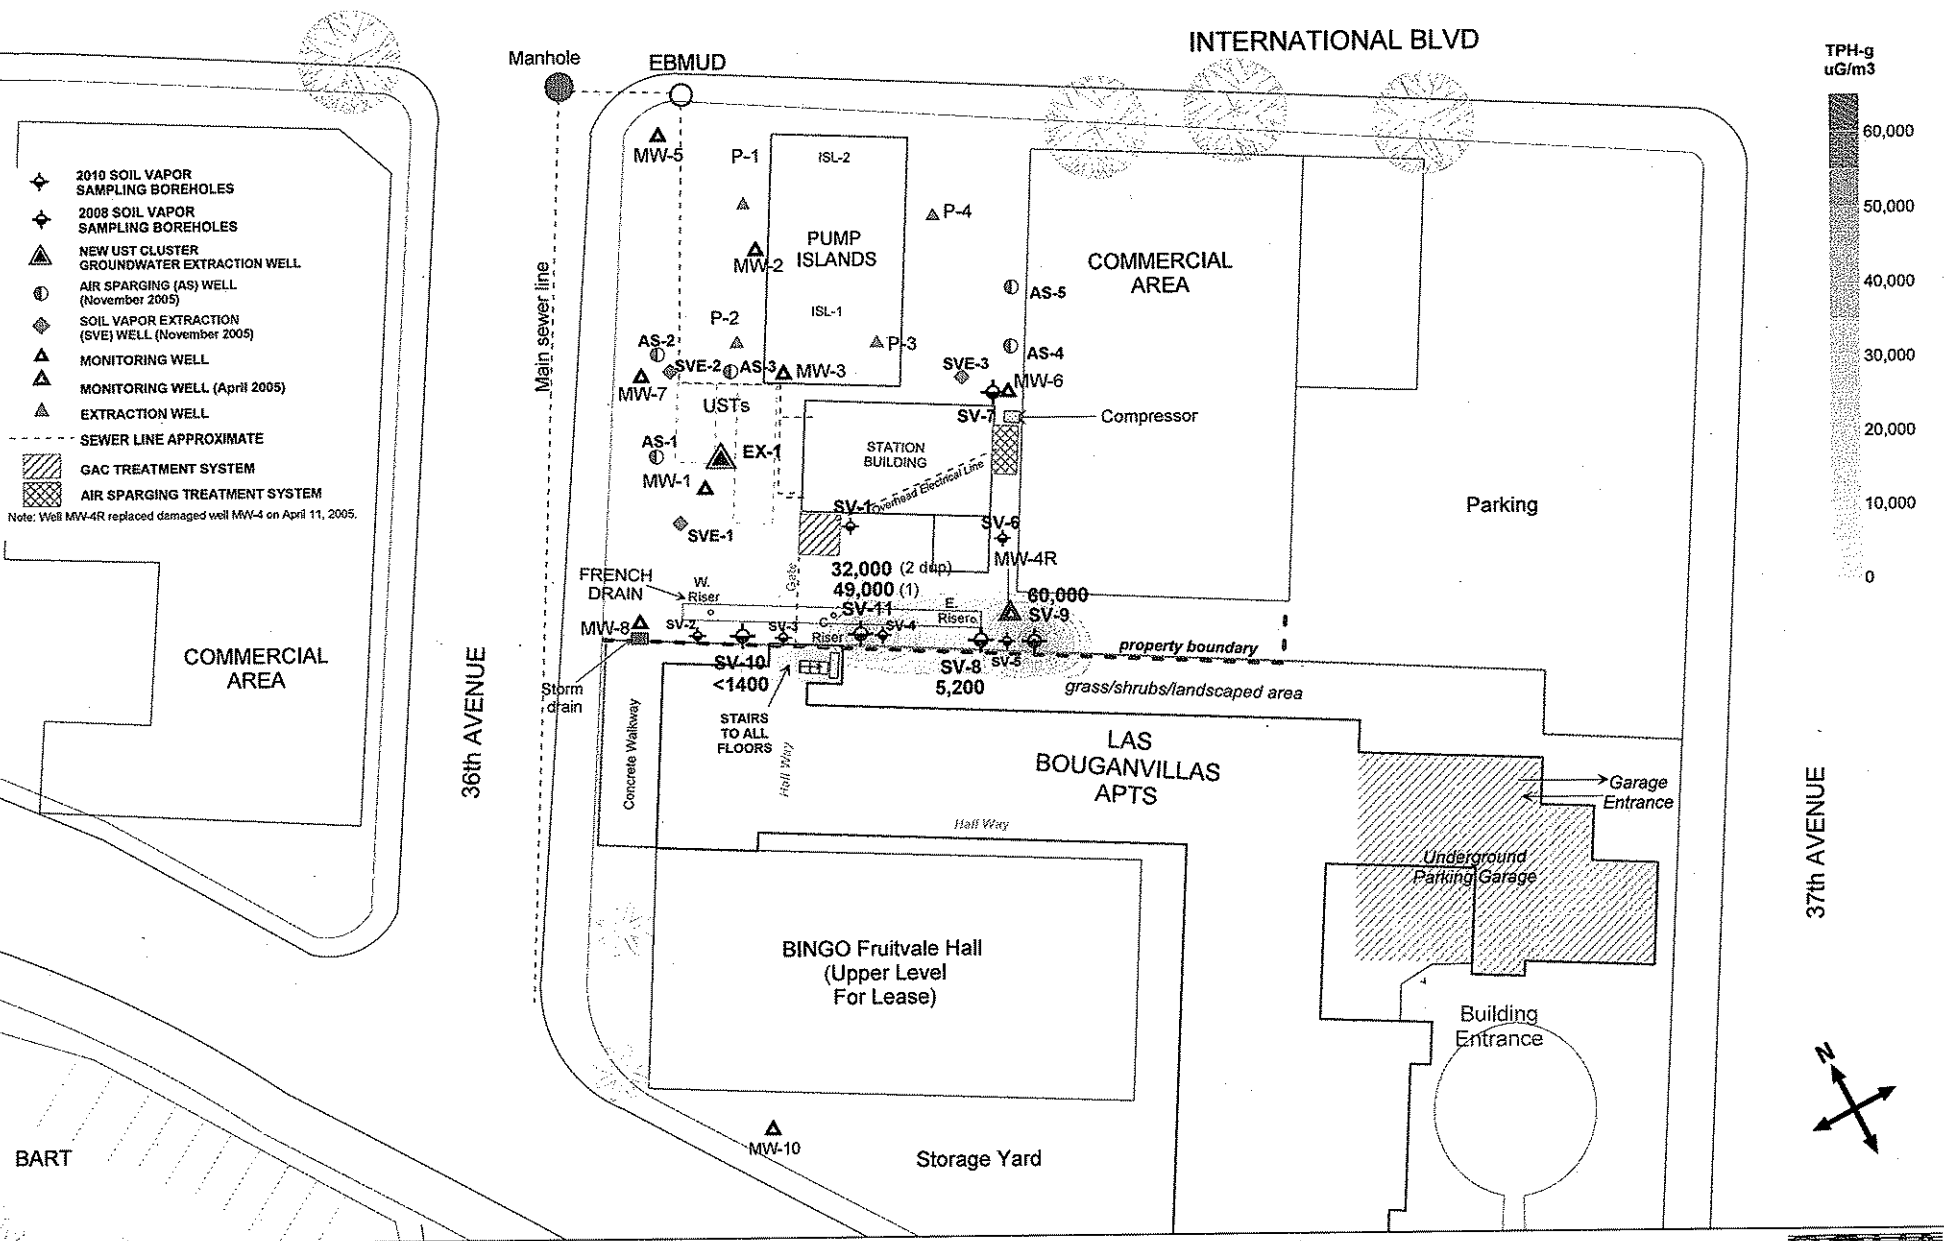 INTERNATIONAL BLVD
TPH-g
uG/m3
60,000
50,000
40,000
30,000
20,000
10,000
0
Manhole
EBMUD
MW-5
P-1
ISL-2
P-4
PUMP
ISLANDS
MW-2
ISL-1
P-2
P-3
AS-5
AS-4
COMMERCIAL
AREA
Main sewer line
2010 SOIL VAPOR
SAMPLING BOREHOLES
2008 SOIL VAPOR
SAMPLING BOREHOLES
NEW UST CLUSTER
GROUNDWATER EXTRACTION WELL
AIR SPARGING (AS) WELL
(November 2005)
SOIL VAPOR EXTRACTION
(SVE) WELL (November 2005)
MONITORING WELL
MONITORING WELL (April 2005)
EXTRACTION WELL
SEWER LINE APPROXIMATE
GAC TREATMENT SYSTEM
AIR SPARGING TREATMENT SYSTEM
Note: Well MW-4R replaced damaged well MW-4 on April 11, 2005.
AS-2
SVE-2
AS-3
MW-3
SVE-3
MW-6
MW-7
USTs
SV-7
Compressor
AS-1
EX-1
STATION
BUILDING
Overhead Electrical Line
MW-1
SV-1
SV-6
SVE-1
MW-4R
Parking
Gate
32,000 (2 dup)
49,000 (1)
60,000
FRENCH
DRAIN
W.
Riser
SV-11
E.
Riser
SV-9
MW-8
SV-2
SV-3
C
Riser
SV-4
SV-10
<1400
SV-8
5,200
SV-5
property boundary
grass/shrubs/landscaped area
Storm
drain
STAIRS
TO ALL
FLOORS
Hall Way
Concrete Walkway
COMMERCIAL
AREA
36th AVENUE
LAS
BOUGANVILLAS
APTS
Hall Way
Garage
Entrance
Underground
Parking Garage
37th AVENUE
BINGO Fruitvale Hall
(Upper Level
For Lease)
Building
Entrance
N
MW-10
Storage Yard
BART